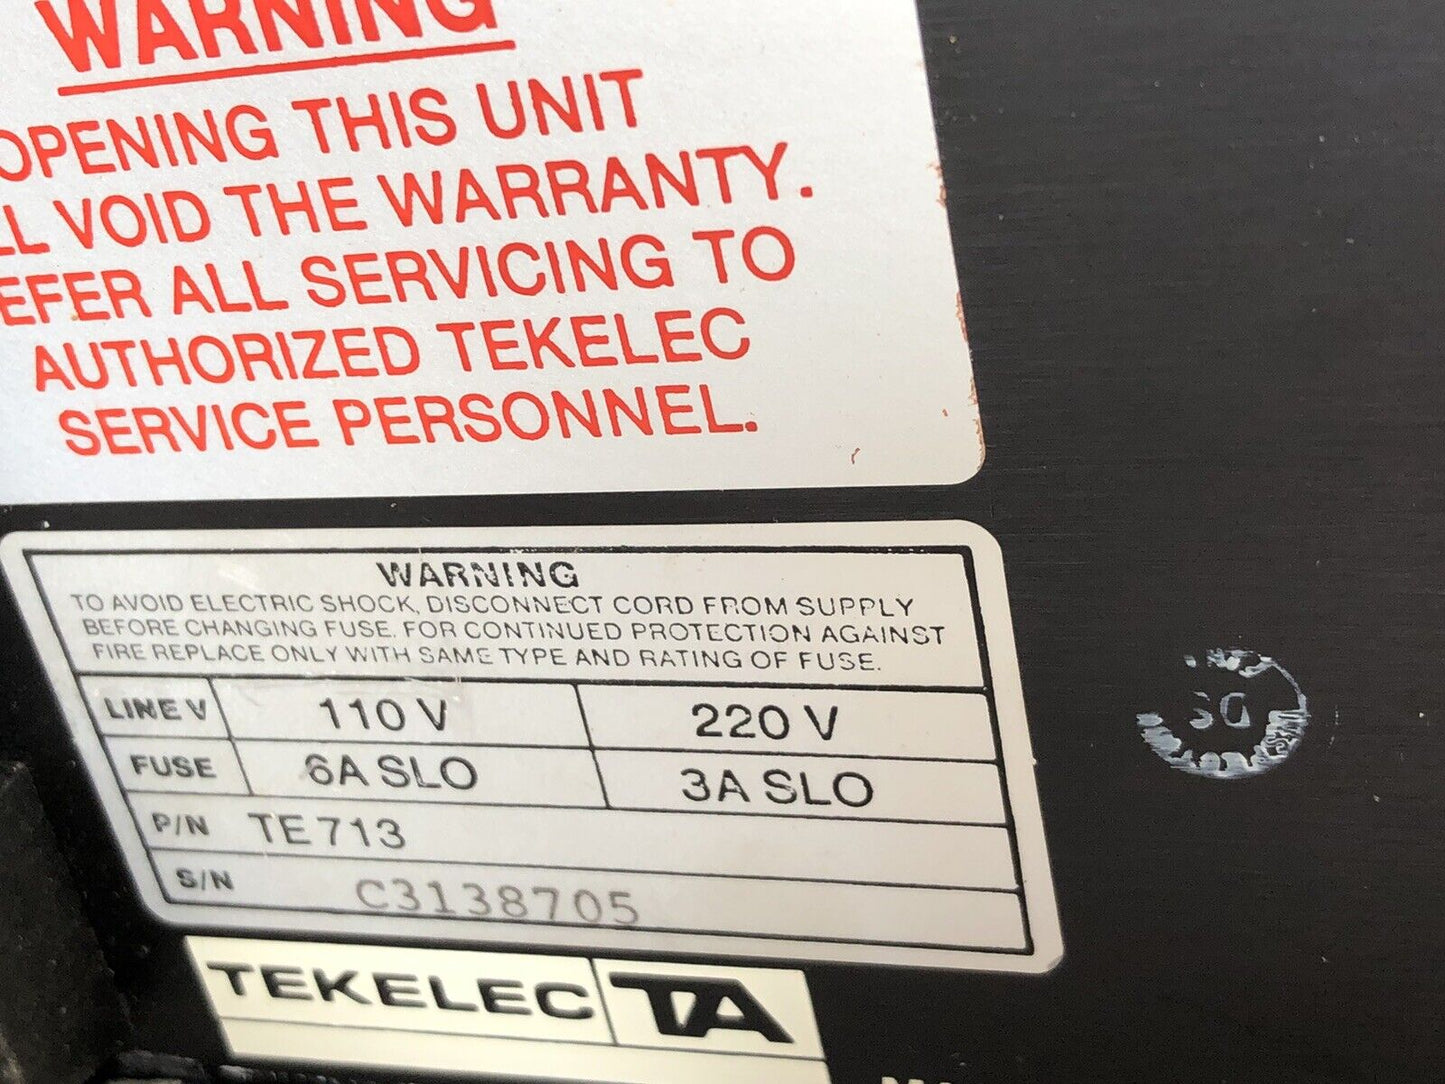 WARNING
OPENING THIS UNIT
VOID THE WARRANTY.
ALL SERVICING TO
AUTHORIZED TEKELEC
SERVICE PERSONNEL.
WARNING
TO AVOID ELECTRIC SHOCK, DISCONNECT CORD FROM SUPPLY
BEFORE CHANGING FUSE. FOR CONTINUED PROTECTION AGAINST
FIRE REPLACE ONLY WITH SAME TYPE AND RATING OF FUSE.
LINE V 110 V 220 V
FUSE 6A SLO 3A SLO
P/N TE713
S/N C3138705
TEKELEC TA